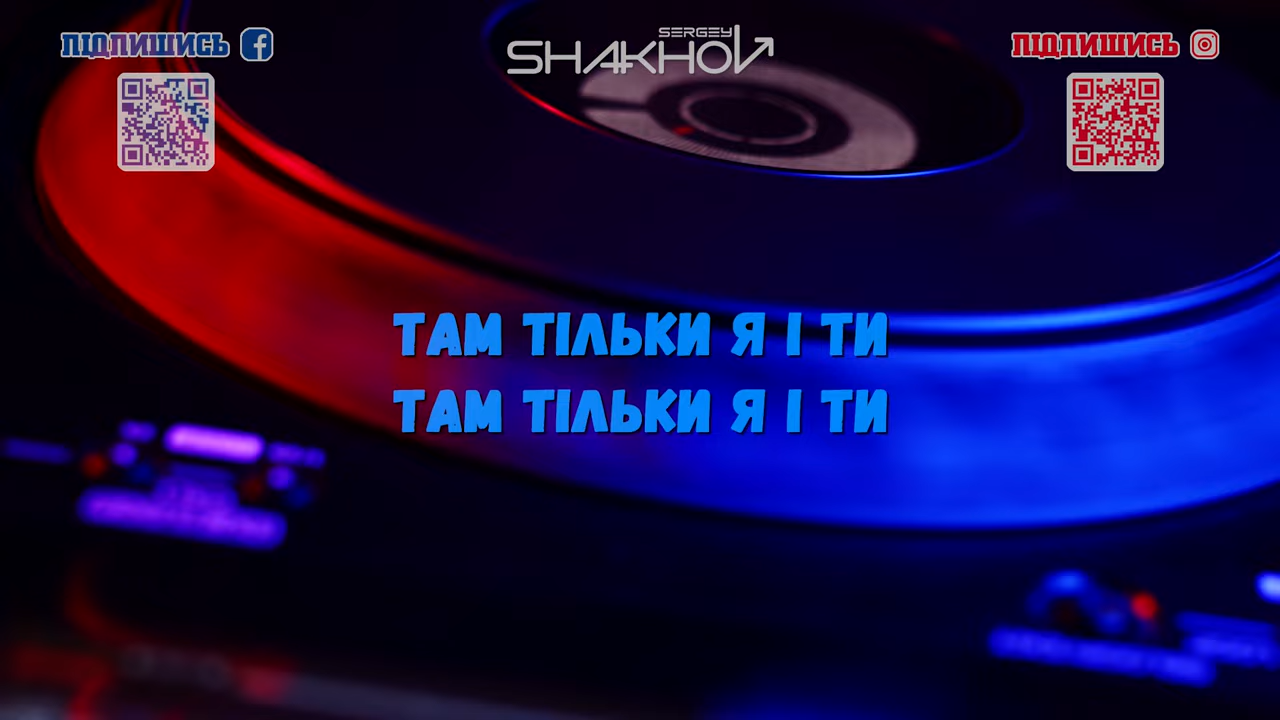 ПІДПИШИСЬ
SERGEY
SHAKHOV
ПІДПИШИСЬ
ТАМ ТІЛЬКИ Я І ТИ
ТАМ ТІЛЬКИ Я І ТИ